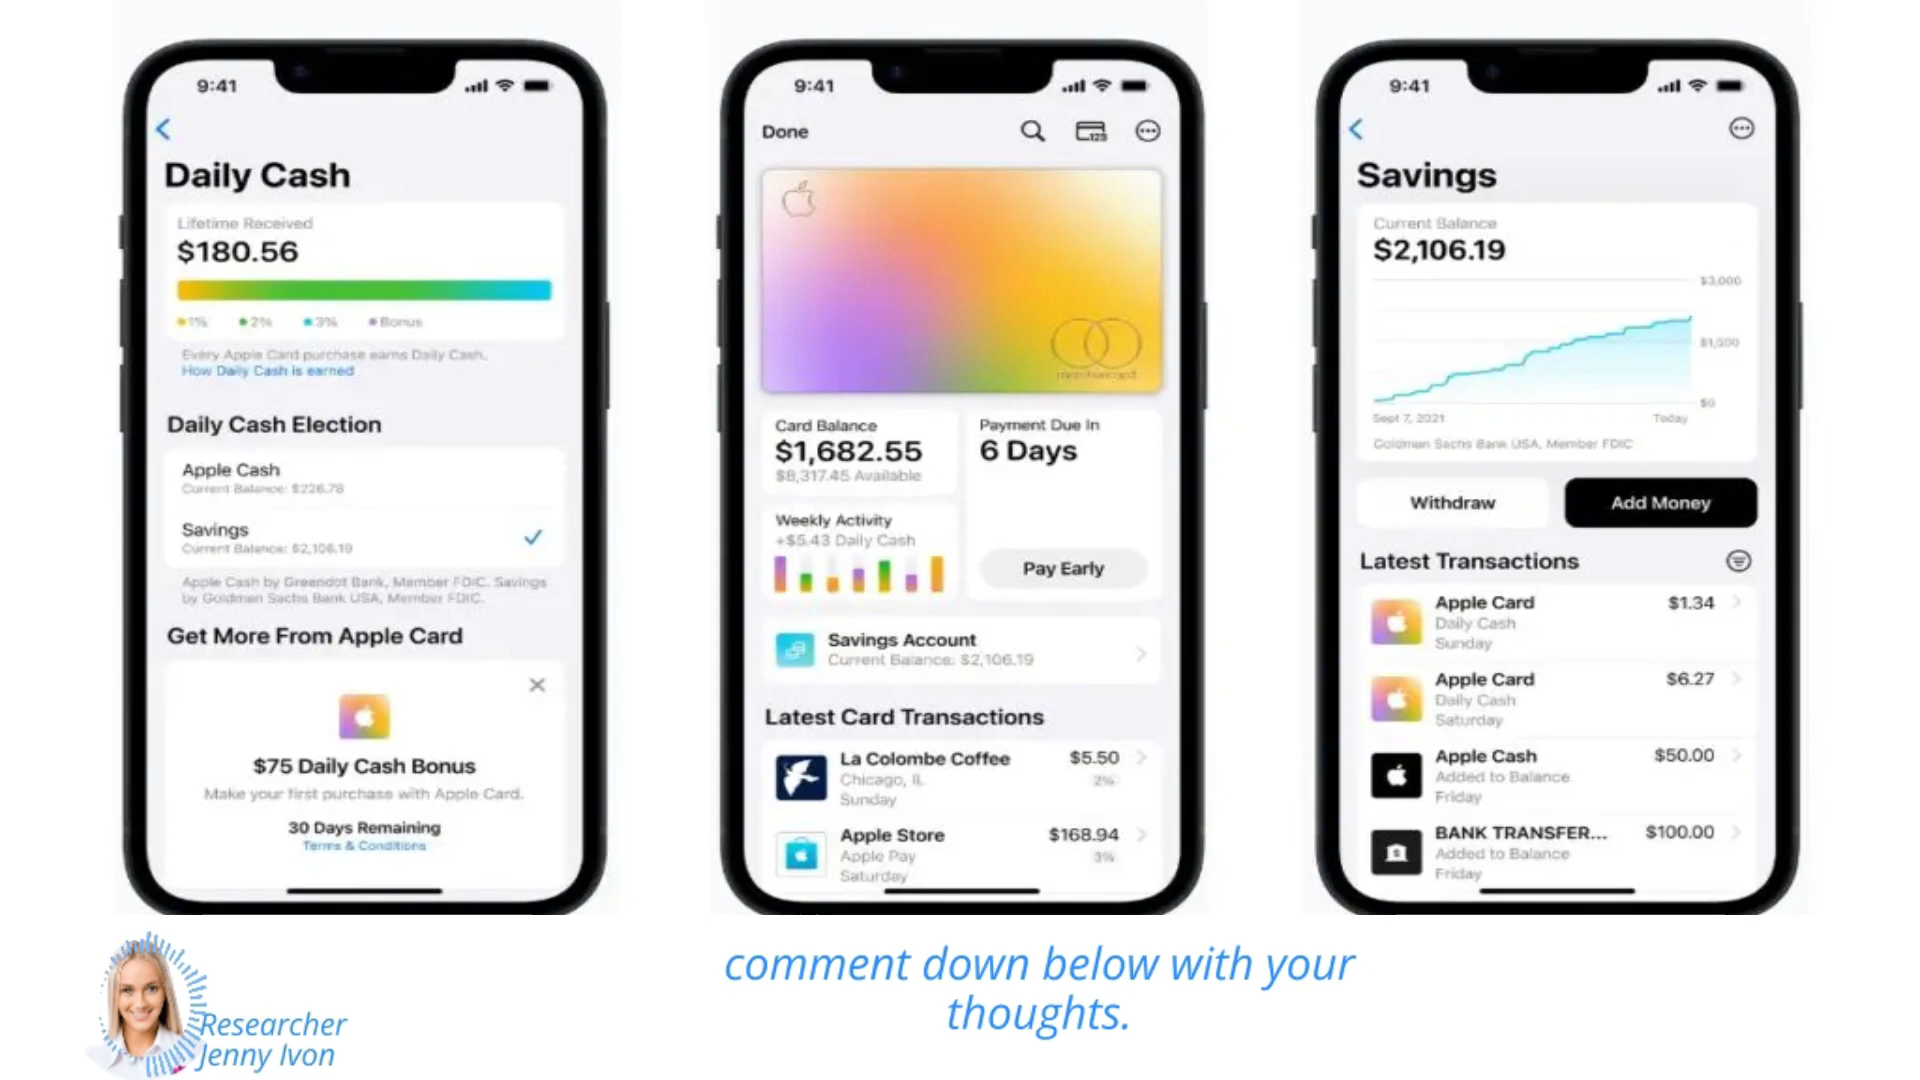 9:41
Daily Cash
Lifetime Received
$180.56
1% 2% 3% Bonus
Every Apple Card purchase earns Daily Cash.
How Daily Cash is earned
Daily Cash Election
Apple Cash
Current Balance: $226.78
Savings
Current Balance: $2,106.19
Apple Cash by Greendot Bank, Member FDIC. Savings
by Goldman Sachs Bank USA, Member FDIC.
Get More From Apple Card
$75 Daily Cash Bonus
Make your first purchase with Apple Card.
30 Days Remaining
Terms & Conditions
9:41
Done
123
mastercard
Card Balance
$1,682.55
$8,317.45 Available
Payment Due In
6 Days
Weekly Activity
+$5.43 Daily Cash
Pay Early
Savings Account
Current Balance: $2,106.19
Latest Card Transactions
La Colombe Coffee $5.50
Chicago, IL 2%
Sunday
Apple Store $168.94
Apple Pay 3%
Saturday
9:41
Savings
Current Balance
$2,106.19
$3,000
$1,500
$0
Sept 7, 2021 Today
Goldman Sachs Bank USA, Member FDIC
Withdraw Add Money
Latest Transactions
Apple Card $1.34
Daily Cash
Sunday
Apple Card $6.27
Daily Cash
Saturday
Apple Cash $50.00
Added to Balance
Friday
BANK TRANSFER... $100.00
Added to Balance
Friday
comment down below with your
thoughts.
Researcher
Jenny Ivon